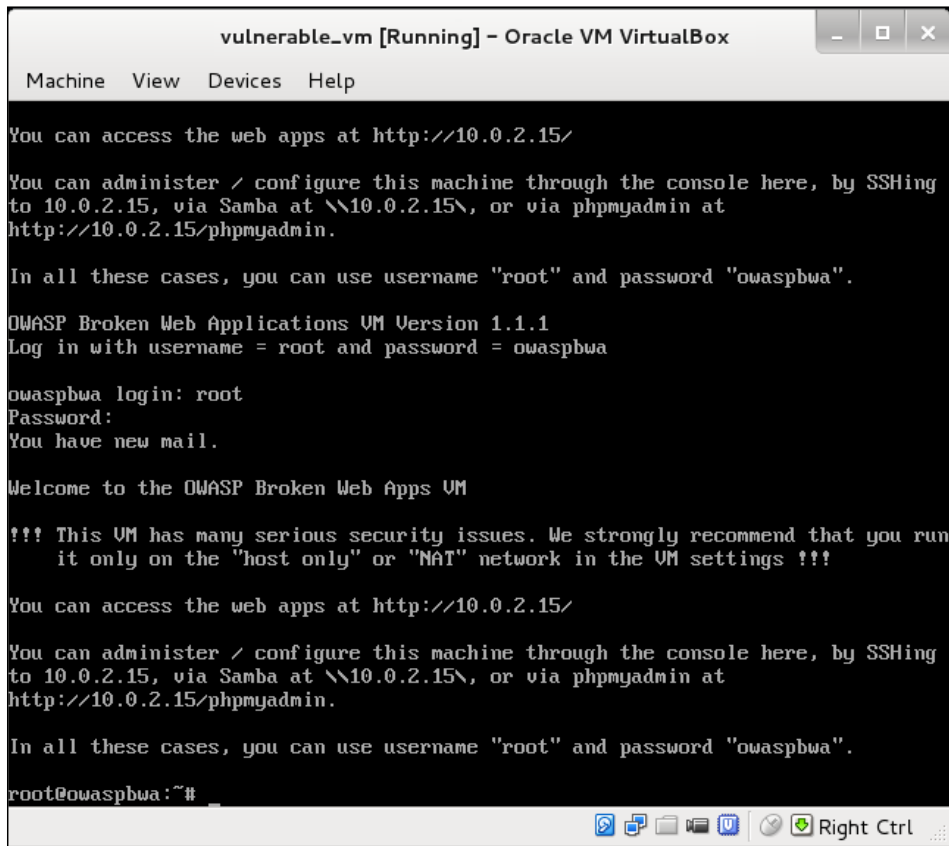 vulnerable_vm [Running] - Oracle VM VirtualBox
Machine View Devices Help
You can access the web apps at http://10.0.2.15/
You can administer / configure this machine through the console here, by SSHing
to 10.0.2.15, via Samba at \\10.0.2.15\, or via phpmyadmin at
http://10.0.2.15/phpmyadmin.
In all these cases, you can use username "root" and password "owaspbwa".
OWASP Broken Web Applications VM Version 1.1.1
Log in with username = root and password = owaspbwa
owaspbwa login: root
Password:
You have new mail.
Welcome to the OWASP Broken Web Apps VM
!!! This VM has many serious security issues. We strongly recommend that you run
it only on the "host only" or "NAT" network in the VM settings !!!
You can access the web apps at http://10.0.2.15/
You can administer / configure this machine through the console here, by SSHing
to 10.0.2.15, via Samba at \\10.0.2.15\, or via phpmyadmin at
http://10.0.2.15/phpmyadmin.
In all these cases, you can use username "root" and password "owaspbwa".
root@owaspbwa:~# _
Right Ctrl